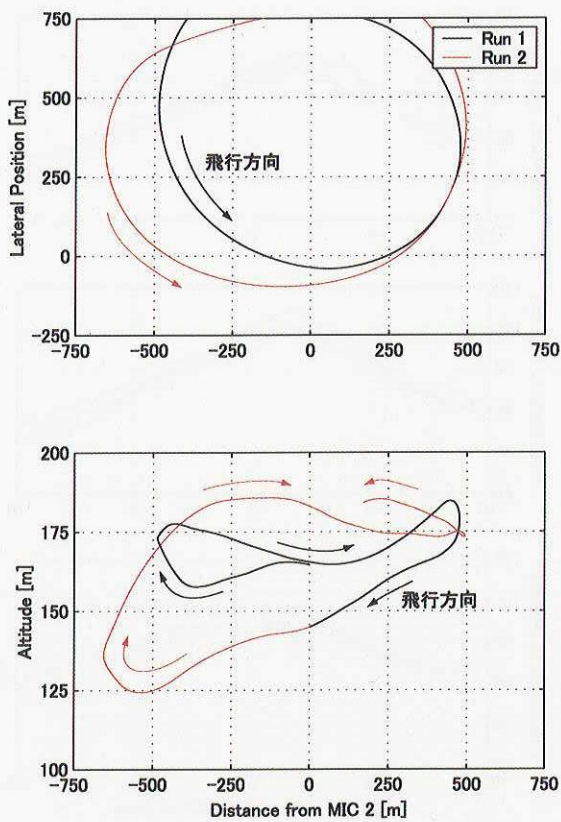 750
500
250
0
-250
Lateral Position [m]
Run 1
Run 2
飛行方向
-750 -500 -250 0 250 500 750
200
175
150
125
100
Altitude [m]
飛行方向
-750 -500 -250 0 250 500 750
Distance from MIC 2 [m]